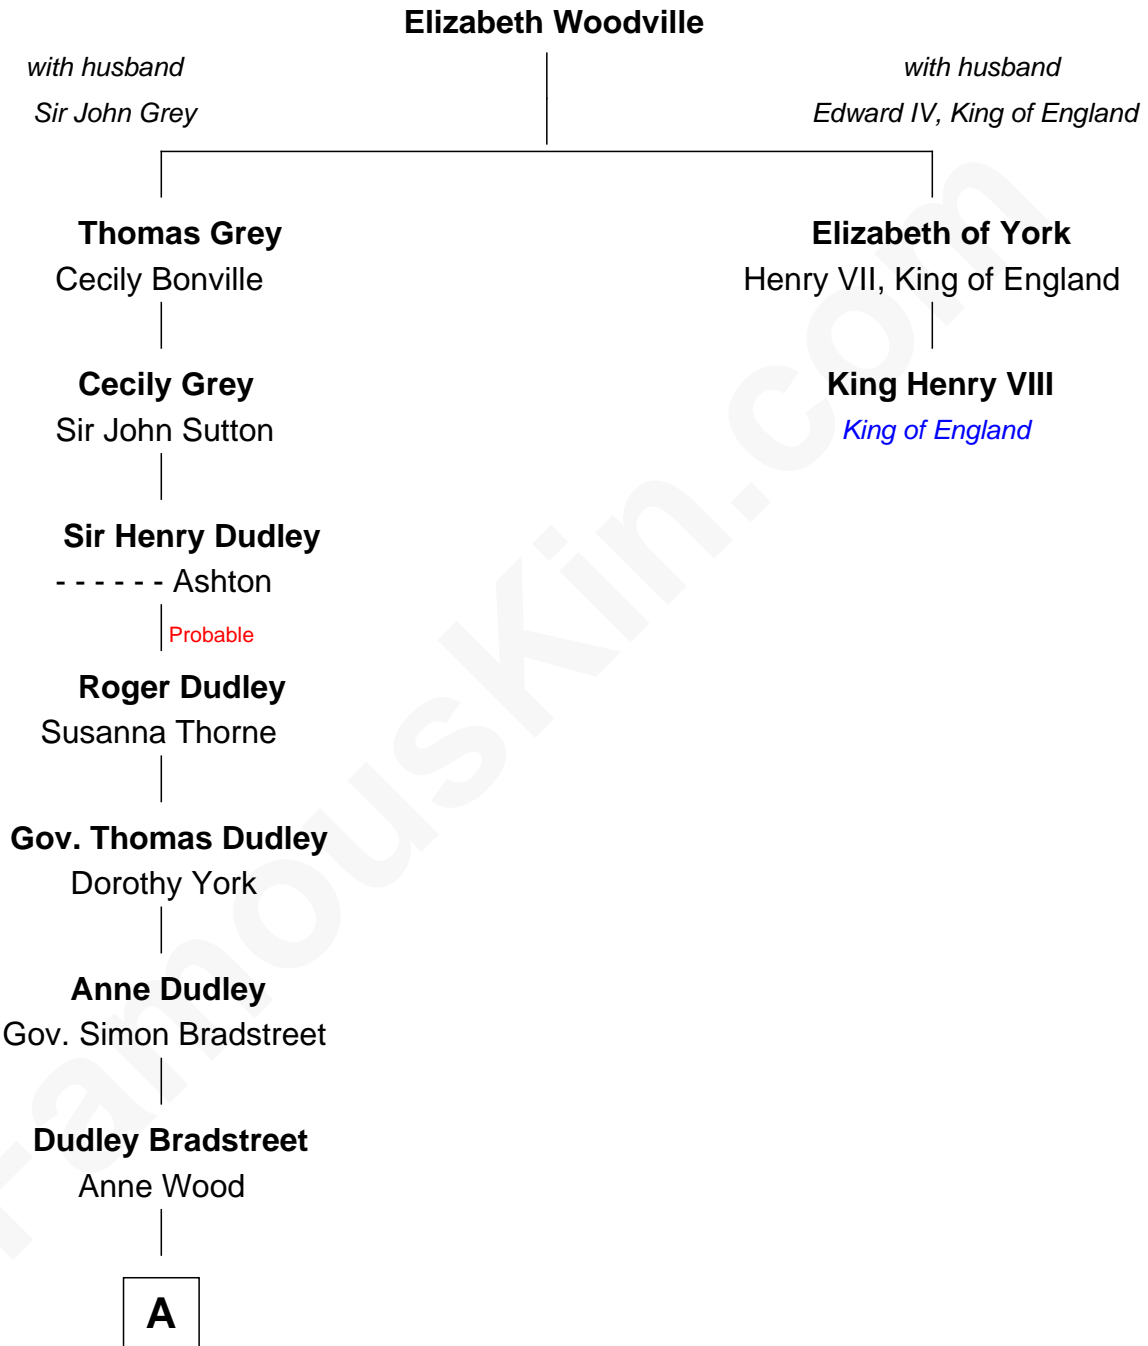 Elizabeth Woodville
with husband
Sir John Grey
with husband
Edward IV, King of England
Thomas Grey
Cecily Bonville
Elizabeth of York
Henry VII, King of England
Cecily Grey
Sir John Sutton
King Henry VIII
King of England
Sir Henry Dudley
- - - - - - Ashton
Probable
Roger Dudley
Susanna Thorne
Gov. Thomas Dudley
Dorothy York
Anne Dudley
Gov. Simon Bradstreet
Dudley Bradstreet
Anne Wood
A
FamousKin.com